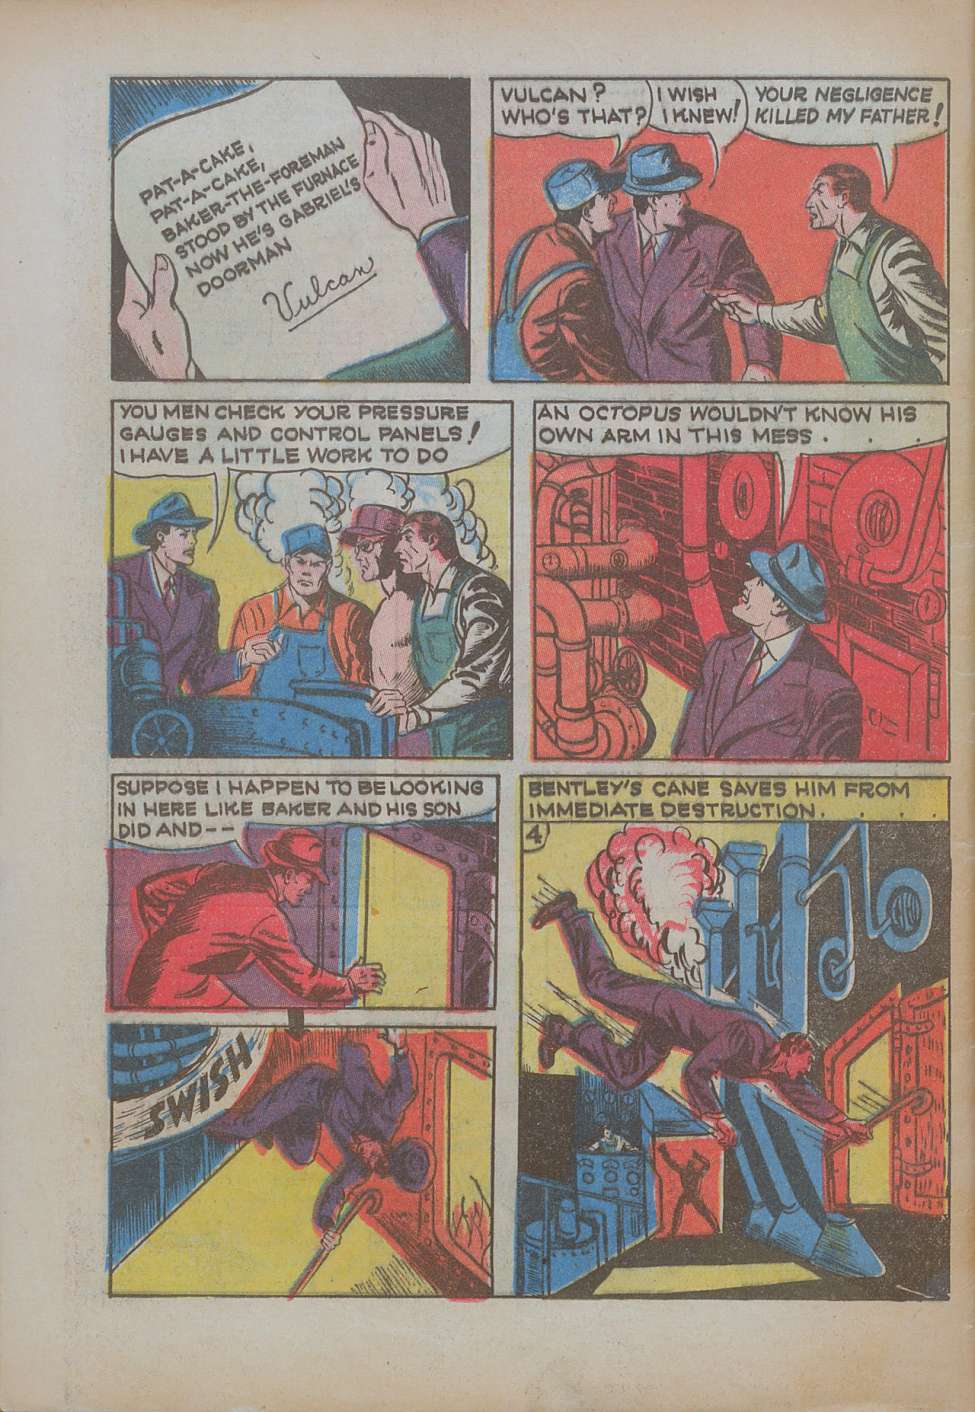 PAT-A-CAKE,
PAT-A-CAKE,
BAKER-THE-FOREMAN
STOOD BY THE FURNACE
NOW HE'S GABRIEL'S
DOORMAN
Vulcan
VULCAN?
WHO'S THAT?
I WISH
I KNEW!
YOUR NEGLIGENCE
KILLED MY FATHER!
YOU MEN CHECK YOUR PRESSURE
GAUGES AND CONTROL PANELS!
I HAVE A LITTLE WORK TO DO
AN OCTOPUS WOULDN'T KNOW HIS
OWN ARM IN THIS MESS . . .
SUPPOSE I HAPPEN TO BE LOOKING
IN HERE LIKE BAKER AND HIS SON
DID AND--
SWISH
BENTLEY'S CANE SAVES HIM FROM
IMMEDIATE DESTRUCTION. . . .
4